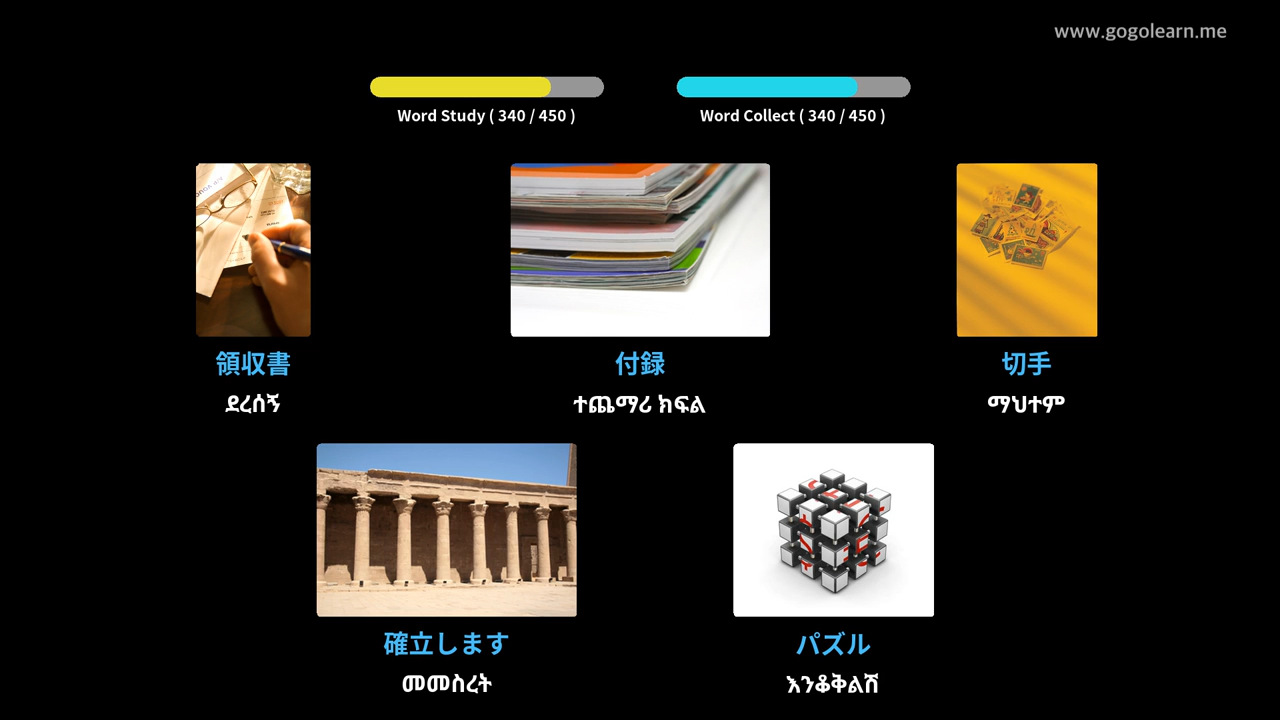 www.gogolearn.me
Word Study ( 340 / 450 )
Word Collect ( 340 / 450 )
領収書
付録
切手
ደረሰኝ
ተጨማሪ ክፍል
ማህተም
確立します
パズル
መመስረት
እንቆቅልሽ